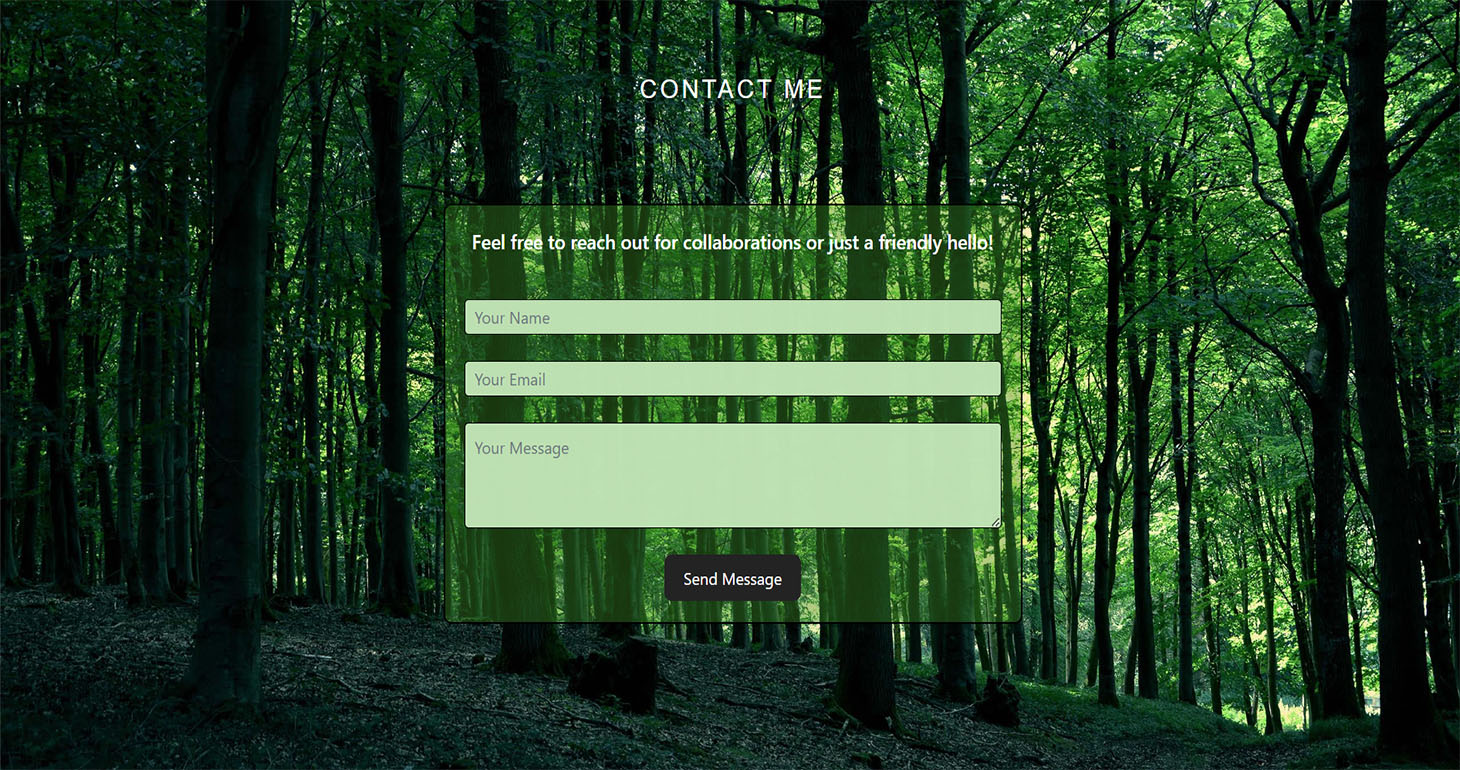 CONTACT ME
Feel free to reach out for collaborations or just a friendly hello!
Your Name
Your Email
Your Message
Send Message